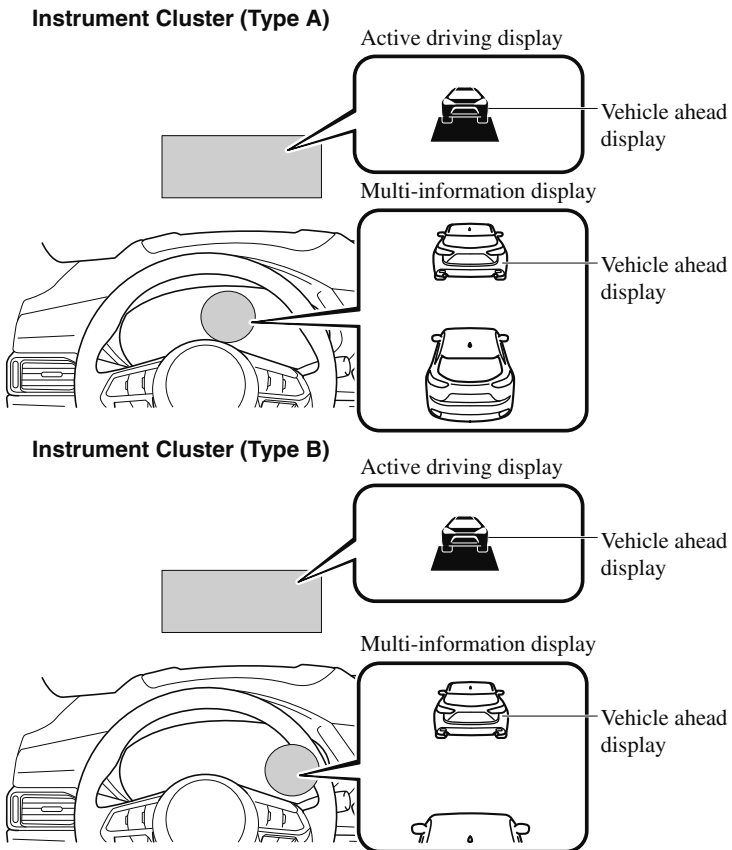 Instrument Cluster (Type A)
Active driving display
Vehicle ahead
display
Multi-information display
Vehicle ahead
display
Instrument Cluster (Type B)
Active driving display
Vehicle ahead
display
Multi-information display
Vehicle ahead
display